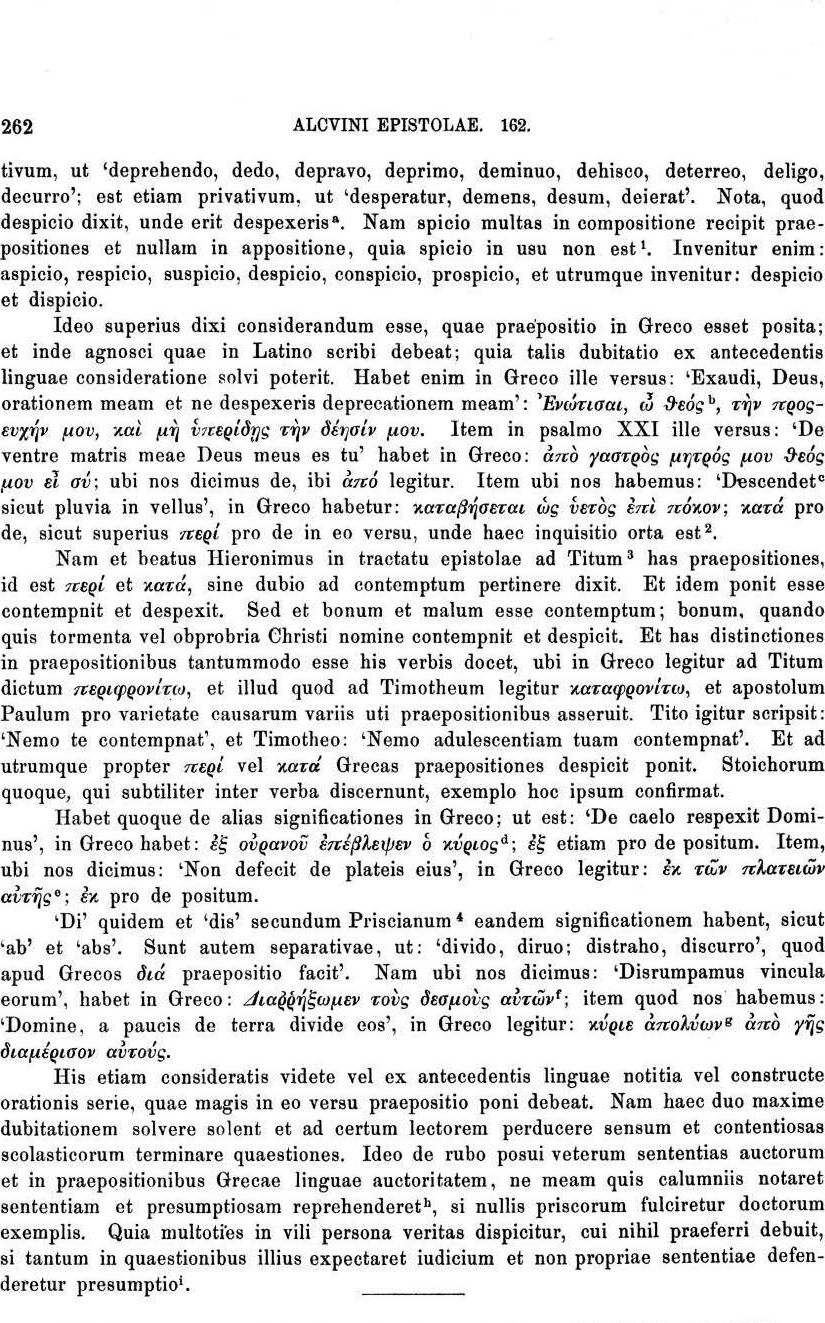 262 ALCVINI EPISTOLAE. 162.
tivum, ut ‘deprehendo, dedo, depravo, deprimo, deminuo, dehisco, deterreo, deligo,
decurro’; est etiam privativum, ut ‘desperatur, demens, desum, deierat’. Nota, quod
despicio dixit, unde erit despexerisᵃ. Nam spicio multas in compositione recipit prae-
positiones et nullam in appositione, quia spicio in usu non est¹. Invenitur enim:
aspicio, respicio, suspicio, despicio, conspicio, prospicio, et utrumque invenitur: despicio
et dispicio.
Ideo superius dixi considerandum esse, quae praepositio in Greco esset posita;
et inde agnosci quae in Latino scribi debeat; quia talis dubitatio ex antecedentis
linguae consideratione solvi poterit. Habet enim in Greco ille versus: ‘Exaudi, Deus,
orationem meam et ne despexeris deprecationem meam’: Ἐνώτισαι, ὦ ϑεόςᵇ, τὴν προς-
ευχήν μου, καὶ μὴ ὑπερίδῃς τὴν δέησίν μου. Item in psalmo XXI ille versus: ‘De
ventre matris meae Deus meus es tu’ habet in Greco: ἀπὸ γαστρὸς μητρός μου ϑεός
μου εἶ σύ; ubi nos dicimus de, ibi ἀπό legitur. Item ubi nos habemus: ‘Descendetᶜ
sicut pluvia in vellus’, in Greco habetur: καταβήσεται ὡς ὑετὸς ἐπὶ πόκον; κατά pro
de, sicut superius περί pro de in eo versu, unde haec inquisitio orta est².
Nam et beatus Hieronimus in tractatu epistolae ad Titum³ has praepositiones,
id est περί et κατά, sine dubio ad contemptum pertinere dixit. Et idem ponit esse
contempnit et despexit. Sed et bonum et malum esse contemptum; bonum, quando
quis tormenta vel obprobria Christi nomine contempnit et despicit. Et has distinctiones
in praepositionibus tantummodo esse his verbis docet, ubi in Greco legitur ad Titum
dictum περιφρονίτω, et illud quod ad Timotheum legitur καταφρονίτω, et apostolum
Paulum pro varietate causarum variis uti praepositionibus asseruit. Tito igitur scripsit:
‘Nemo te contempnat’, et Timotheo: ‘Nemo adulescentiam tuam contempnat’. Et ad
utrumque propter περί vel κατά Grecas praepositiones despicit ponit. Stoichorum
quoque, qui subtiliter inter verba discernunt, exemplo hoc ipsum confirmat.
Habet quoque de alias significationes in Greco; ut est: ‘De caelo respexit Domi-
nus’, in Greco habet: ἐξ οὐρανοῦ ἐπέβλεψεν ὁ κύριοςᵈ; ἐξ etiam pro de positum. Item,
ubi nos dicimus: ‘Non defecit de plateis eius’, in Greco legitur: ἐκ τῶν πλατειῶν
αὐτῆςᵉ; ἐκ pro de positum.
‘Di’ quidem et ‘dis’ secundum Priscianum⁴ eandem significationem habent, sicut
‘ab’ et ‘abs’. Sunt autem separativae, ut: ‘divido, diruo; distraho, discurro’, quod
apud Grecos διά praepositio facit’. Nam ubi nos dicimus: ‘Disrumpamus vincula
eorum’, habet in Greco: Διαῤῥήξωμεν τοὺς δεσμοὺς αὐτῶνᶠ; item quod nos habemus:
‘Domine, a paucis de terra divide eos’, in Greco legitur: κύριε ἀπολύωνᵍ ἀπὸ γῆς
διαμέρισον αὐτούς.
His etiam consideratis videte vel ex antecedentis linguae notitia vel constructe
orationis serie, quae magis in eo versu praepositio poni debeat. Nam haec duo maxime
dubitationem solvere solent et ad certum lectorem perducere sensum et contentiosas
scolasticorum terminare quaestiones. Ideo de rubo posui veterum sententias auctorum
et in praepositionibus Grecae linguae auctoritatem, ne meam quis calumniis notaret
sententiam et presumptiosam reprehenderetʰ, si nullis priscorum fulciretur doctorum
exemplis. Quia multoties in vili persona veritas dispicitur, cui nihil praeferri debuit,
si tantum in quaestionibus illius expectaret iudicium et non propriae sententiae defen-
deretur presumptioⁱ.